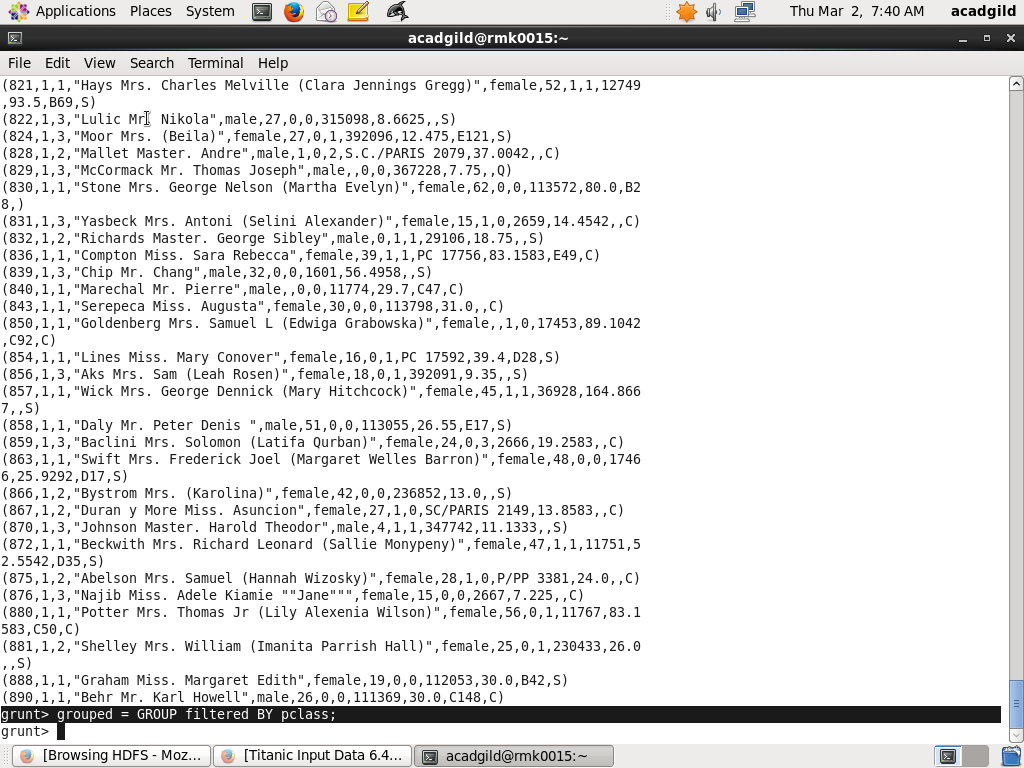 Applications Places System Thu Mar 2, 7:40 AM acadgild
acadgild@rmk0015:~
File Edit View Search Terminal Help
(821,1,1,"Hays Mrs. Charles Melville (Clara Jennings Gregg)",female,52,1,1,12749
,93.5,B69,S)
(822,1,3,"Lulic Mr. Nikola",male,27,0,0,315098,8.6625,,S)
(824,1,3,"Moor Mrs. (Beila)",female,27,0,1,392096,12.475,E121,S)
(828,1,2,"Mallet Master. Andre",male,1,0,2,S.C./PARIS 2079,37.0042,,C)
(829,1,3,"McCormack Mr. Thomas Joseph",male,,0,0,367228,7.75,,Q)
(830,1,1,"Stone Mrs. George Nelson (Martha Evelyn)",female,62,0,0,113572,80.0,B2
8,)
(831,1,3,"Yasbeck Mrs. Antoni (Selini Alexander)",female,15,1,0,2659,14.4542,,C)
(832,1,2,"Richards Master. George Sibley",male,0,1,1,29106,18.75,,S)
(836,1,1,"Compton Miss. Sara Rebecca",female,39,1,1,PC 17756,83.1583,E49,C)
(839,1,3,"Chip Mr. Chang",male,32,0,0,1601,56.4958,,S)
(840,1,1,"Marechal Mr. Pierre",male,,0,0,11774,29.7,C47,C)
(843,1,1,"Serepeca Miss. Augusta",female,30,0,0,113798,31.0,,C)
(850,1,1,"Goldenberg Mrs. Samuel L (Edwiga Grabowska)",female,,1,0,17453,89.1042
,C92,C)
(854,1,1,"Lines Miss. Mary Conover",female,16,0,1,PC 17592,39.4,D28,S)
(856,1,3,"Aks Mrs. Sam (Leah Rosen)",female,18,0,1,392091,9.35,,S)
(857,1,1,"Wick Mrs. George Dennick (Mary Hitchcock)",female,45,1,1,36928,164.866
7,,S)
(858,1,1,"Daly Mr. Peter Denis ",male,51,0,0,113055,26.55,E17,S)
(859,1,3,"Baclini Mrs. Solomon (Latifa Qurban)",female,24,0,3,2666,19.2583,,C)
(863,1,1,"Swift Mrs. Frederick Joel (Margaret Welles Barron)",female,48,0,0,1746
6,25.9292,D17,S)
(866,1,2,"Bystrom Mrs. (Karolina)",female,42,0,0,236852,13.0,,S)
(867,1,2,"Duran y More Miss. Asuncion",female,27,1,0,SC/PARIS 2149,13.8583,,C)
(870,1,3,"Johnson Master. Harold Theodor",male,4,1,1,347742,11.1333,,S)
(872,1,1,"Beckwith Mrs. Richard Leonard (Sallie Monypeny)",female,47,1,1,11751,5
2.5542,D35,S)
(875,1,2,"Abelson Mrs. Samuel (Hannah Wizosky)",female,28,1,0,P/PP 3381,24.0,,C)
(876,1,3,"Najib Miss. Adele Kiamie ""Jane""",female,15,0,0,2667,7.225,,C)
(880,1,1,"Potter Mrs. Thomas Jr (Lily Alexenia Wilson)",female,56,0,1,11767,83.1
583,C50,C)
(881,1,2,"Shelley Mrs. William (Imanita Parrish Hall)",female,25,0,1,230433,26.0
,,S)
(888,1,1,"Graham Miss. Margaret Edith",female,19,0,0,112053,30.0,B42,S)
(890,1,1,"Behr Mr. Karl Howell",male,26,0,0,111369,30.0,C148,C)
grunt> grouped = GROUP filtered BY pclass;
grunt>
[Browsing HDFS - Moz... [Titanic Input Data 6.4... acadgild@rmk0015:~